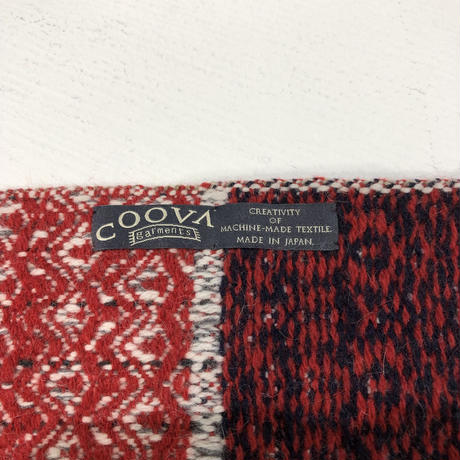 COOVA
garments
CREATIVITY
OF
MACHINE-MADE TEXTILE.
MADE IN JAPAN.